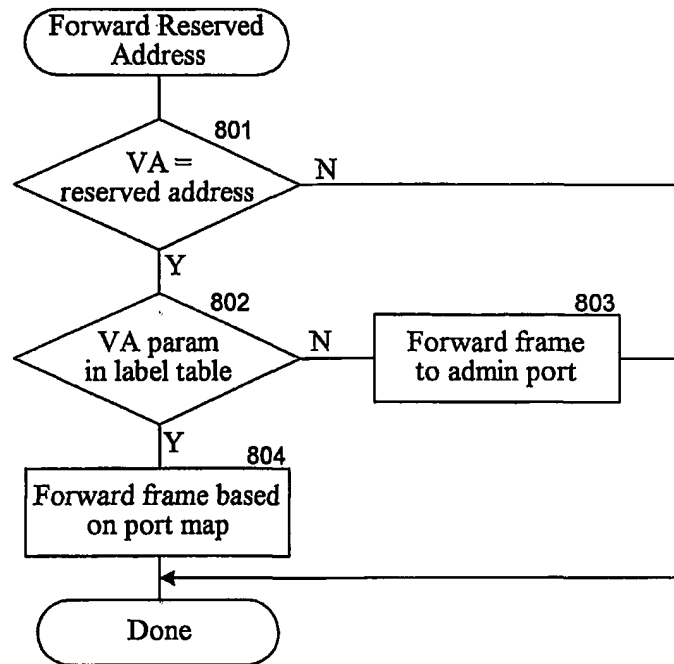 Forward Reserved
Address
801
VA =
reserved address
N
Y
802
VA param
in label table
N
803
Forward frame
to admin port
Y
804
Forward frame based
on port map
Done